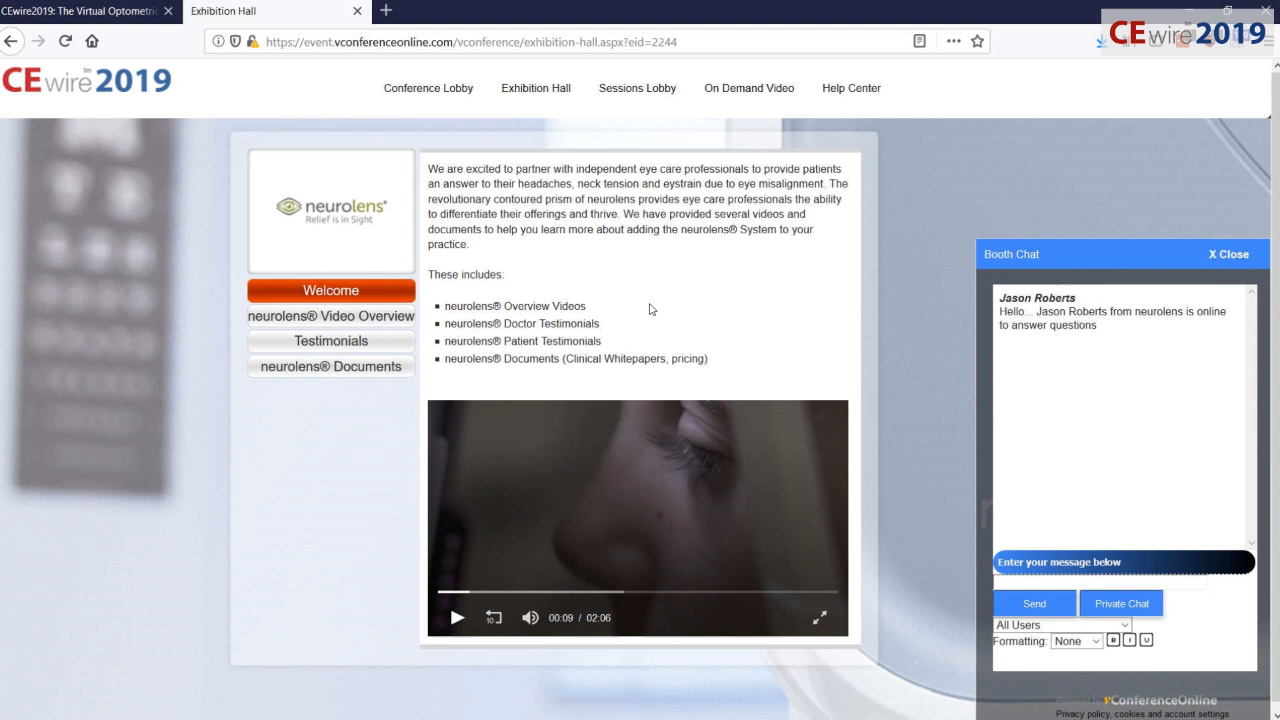 CEwire2019: The Virtual Optometric
Exhibition Hall
https://event.vconferenceonline.com/vconference/exhibition-hall.aspx?eid=2244
CEwire™2019
CEwire™2019
Conference Lobby
Exhibition Hall
Sessions Lobby
On Demand Video
Help Center
neurolens®
Relief is in Sight
Welcome
neurolens® Video Overview
Testimonials
neurolens® Documents
We are excited to partner with independent eye care professionals to provide patients
an answer to their headaches, neck tension and eyestrain due to eye misalignment. The
revolutionary contoured prism of neurolens provides eye care professionals the ability
to differentiate their offerings and thrive. We have provided several videos and
documents to help you learn more about adding the neurolens® System to your
practice.
These includes:
neurolens® Overview Videos
neurolens® Doctor Testimonials
neurolens® Patient Testimonials
neurolens® Documents (Clinical Whitepapers, pricing)
10
00:09 / 02:06
Booth Chat
X Close
Jason Roberts
Hello... Jason Roberts from neurolens is online
to answer questions
Enter your message below
Send
Private Chat
All Users
Formatting: None B I U
vConferenceOnline
Privacy policy, cookies and account settings